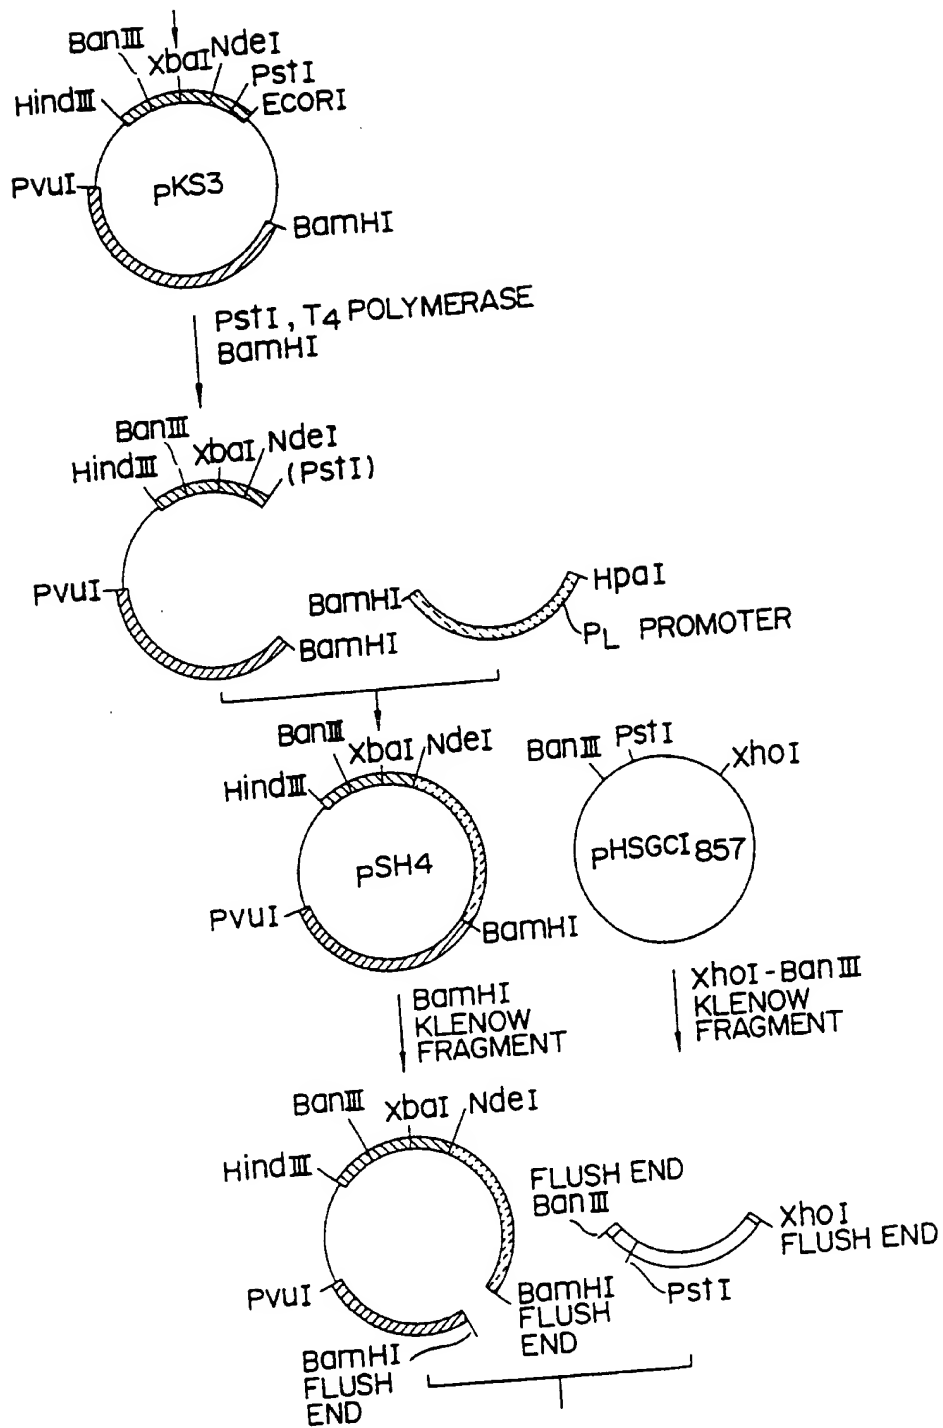 BanIII
XbaI
NdeI
PstI
EcoRI
HindIII
PvuI
pKS3
BamHI
PstI, T4 POLYMERASE
BamHI
BanIII
XbaI
NdeI
HindIII
(PstI)
PvuI
BamHI
BamHI
HpaI
PL PROMOTER
BanIII
XbaI
NdeI
HindIII
pSH4
PvuI
BamHI
BanIII
PstI
XhoI
pHSGCI857
BamHI
KLENOW
FRAGMENT
XhoI-BanIII
KLENOW
FRAGMENT
BanIII
XbaI
NdeI
HindIII
PvuI
BamHI
FLUSH
END
BamHI
FLUSH
END
FLUSH END
BanIII
XhoI
FLUSH END
PstI